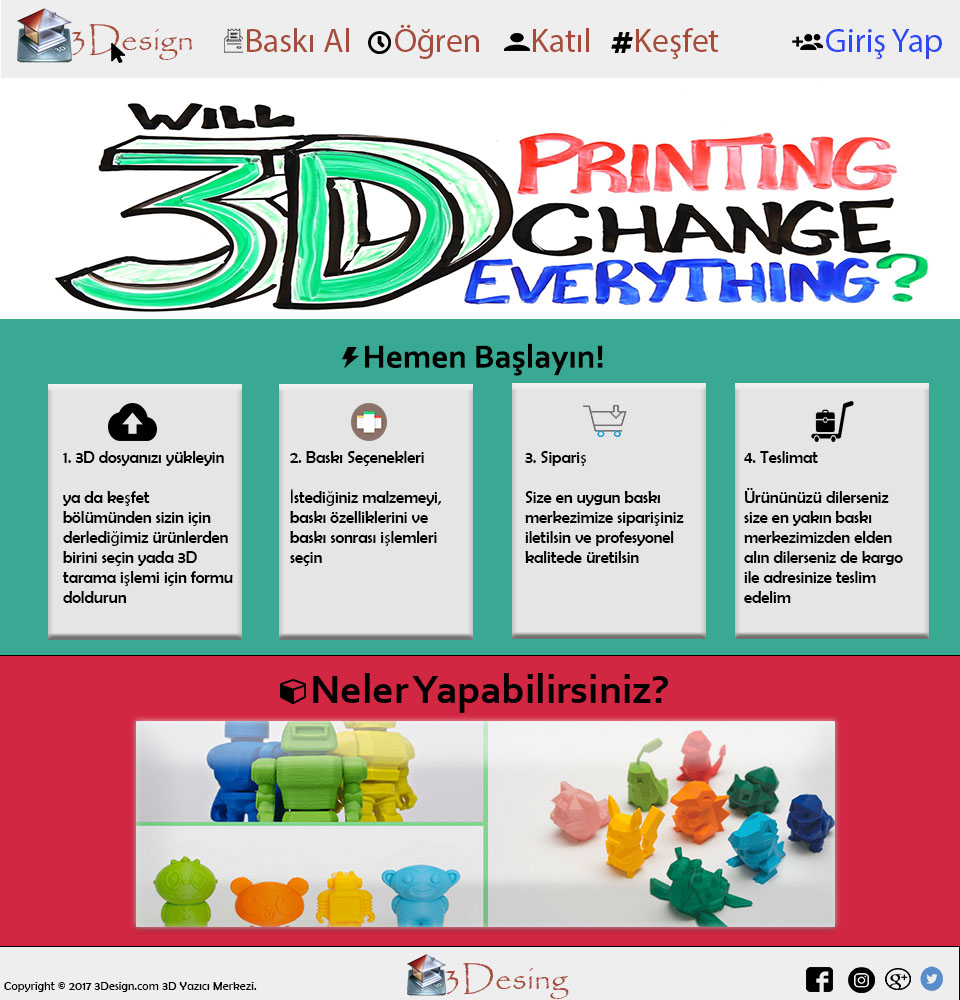 3Design Baskı Al Öğren Katıl #Keşfet Giriş Yap
WILL
3D PRINTING
CHANGE
EVERYTHING?
Hemen Başlayın!
1. 3D dosyanızı yükleyin
ya da keşfet
bölümünden sizin için
derlediğimiz ürünlerden
birini seçin yada 3D
tarama işlemi için formu
doldurun
2. Baskı Seçenekleri
İstediğiniz malzemeyi,
baskı özelliklerini ve
baskı sonrası işlemleri
seçin
3. Sipariş
Size en uygun baskı
merkezimize siparişiniz
iletilsin ve profesyonel
kalitede üretilsin
4. Teslimat
Ürününüzü dilerseniz
size en yakın baskı
merkezimizden elden
alın dilerseniz de kargo
ile adresinize teslim
edelim
Neler Yapabilirsiniz?
3Desing
Copyright © 2017 3Design.com 3D Yazıcı Merkezi.